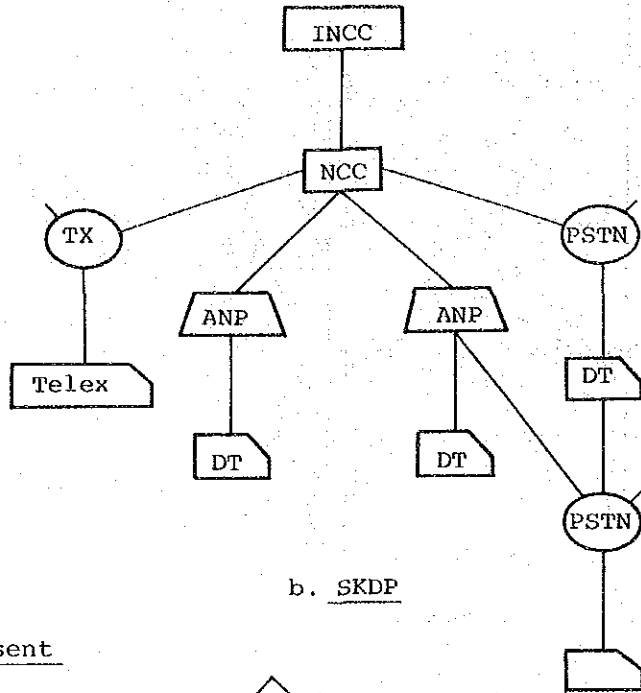 INCC
NCC
TX
PSTN
ANP
ANP
Telex
DT
DT
DT
PSTN
b. SKDP
sent